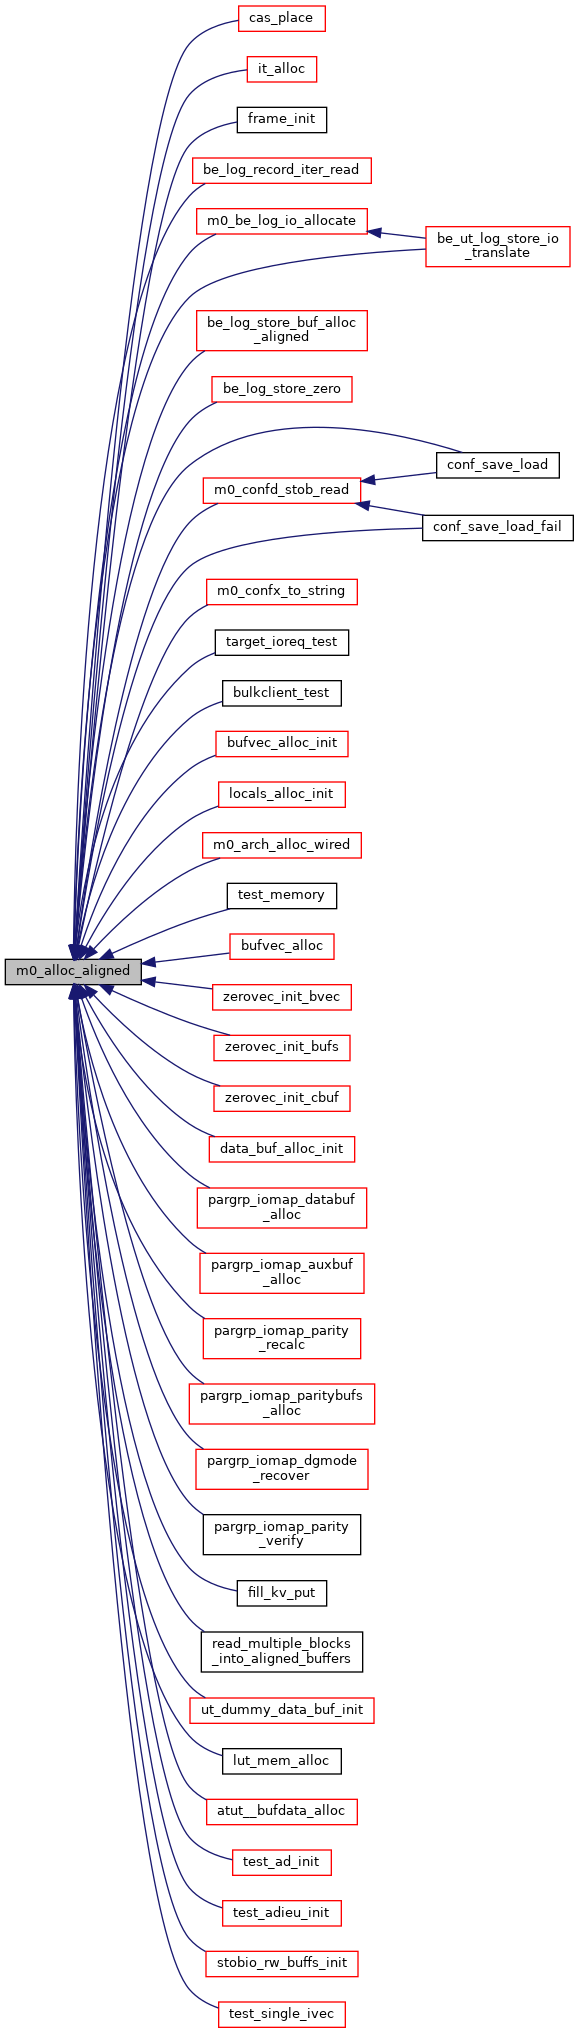 cas_place
it_alloc
frame_init
be_log_record_iter_read
m0_be_log_io_allocate
be_ut_log_store_io
_translate
be_log_store_buf_alloc
_aligned
be_log_store_zero
conf_save_load
m0_confd_stob_read
conf_save_load_fail
m0_confx_to_string
target_ioreq_test
bulkclient_test
bufvec_alloc_init
locals_alloc_init
m0_arch_alloc_wired
test_memory
bufvec_alloc
m0_alloc_aligned
zerovec_init_bvec
zerovec_init_bufs
zerovec_init_cbuf
data_buf_alloc_init
pargrp_iomap_databuf
_alloc
pargrp_iomap_auxbuf
_alloc
pargrp_iomap_parity
_recalc
pargrp_iomap_paritybufs
_alloc
pargrp_iomap_dgmode
_recover
pargrp_iomap_parity
_verify
fill_kv_put
read_multiple_blocks
_into_aligned_buffers
ut_dummy_data_buf_init
lut_mem_alloc
atut__bufdata_alloc
test_ad_init
test_adieu_init
stobio_rw_buffs_init
test_single_ivec